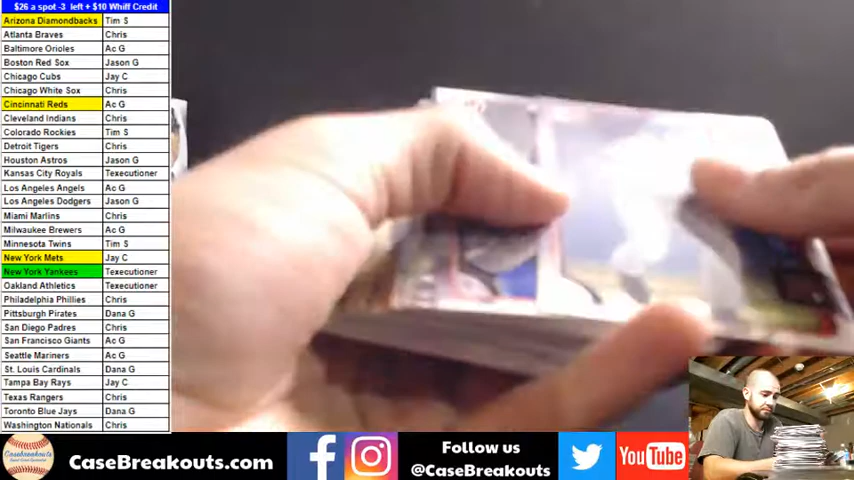 $26 a spot -3 left + $10 Whiff Credit
Arizona Diamondbacks Tim S
Atlanta Braves Chris
Baltimore Orioles Ac G
Boston Red Sox Jason G
Chicago Cubs Jay C
Chicago White Sox Chris
Cincinnati Reds Ac G
Cleveland Indians Chris
Colorado Rockies Tim S
Detroit Tigers Chris
Houston Astros Jason G
Kansas City Royals Texecutioner
Los Angeles Angels Ac G
Los Angeles Dodgers Jason G
Miami Marlins Chris
Milwaukee Brewers Ac G
Minnesota Twins Tim S
New York Mets Jay C
New York Yankees Texecutioner
Oakland Athletics Texecutioner
Philadelphia Phillies Chris
Pittsburgh Pirates Dana G
San Diego Padres Chris
San Francisco Giants Ac G
Seattle Mariners Ac G
St. Louis Cardinals Dana G
Tampa Bay Rays Jay C
Texas Rangers Chris
Toronto Blue Jays Dana G
Washington Nationals Chris
CaseBreakouts.com
Follow us
@CaseBreakouts
YouTube